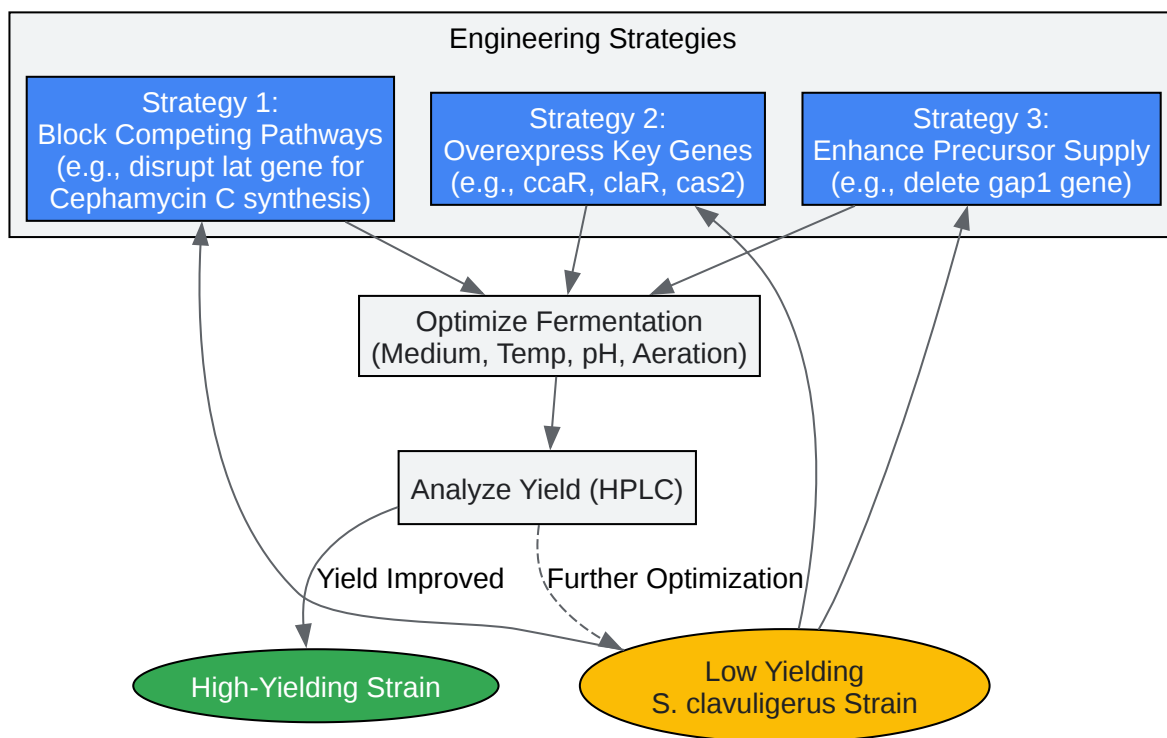 Engineering Strategies
Strategy 1:
Block Competing Pathways
(e.g., disrupt lat gene for
Cephamycin C synthesis)
Strategy 2:
Overexpress Key Genes
(e.g., ccaR, claR, cas2)
Strategy 3:
Enhance Precursor Supply
(e.g., delete gap1 gene)
Optimize Fermentation
(Medium, Temp, pH, Aeration)
Analyze Yield (HPLC)
Yield Improved
Further Optimization
High-Yielding Strain
Low Yielding
S. clavuligerus Strain